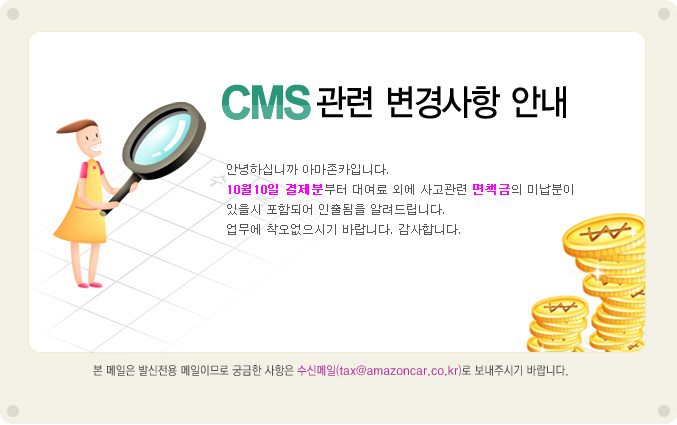 CMS 관련 변경사항 안내
안녕하십니까 아마존카입니다.
10월10일 결제분부터 대여료 외에 사고관련 면책금의 미납분이
있을시 포함되어 인출됨을 알려드립니다.
업무에 착오없으시기 바랍니다. 감사합니다.
본 메일은 발신전용 메일이므로 궁금한 사항은 수신메일(tax@amazoncar.co.kr)로 보내주시기 바랍니다.